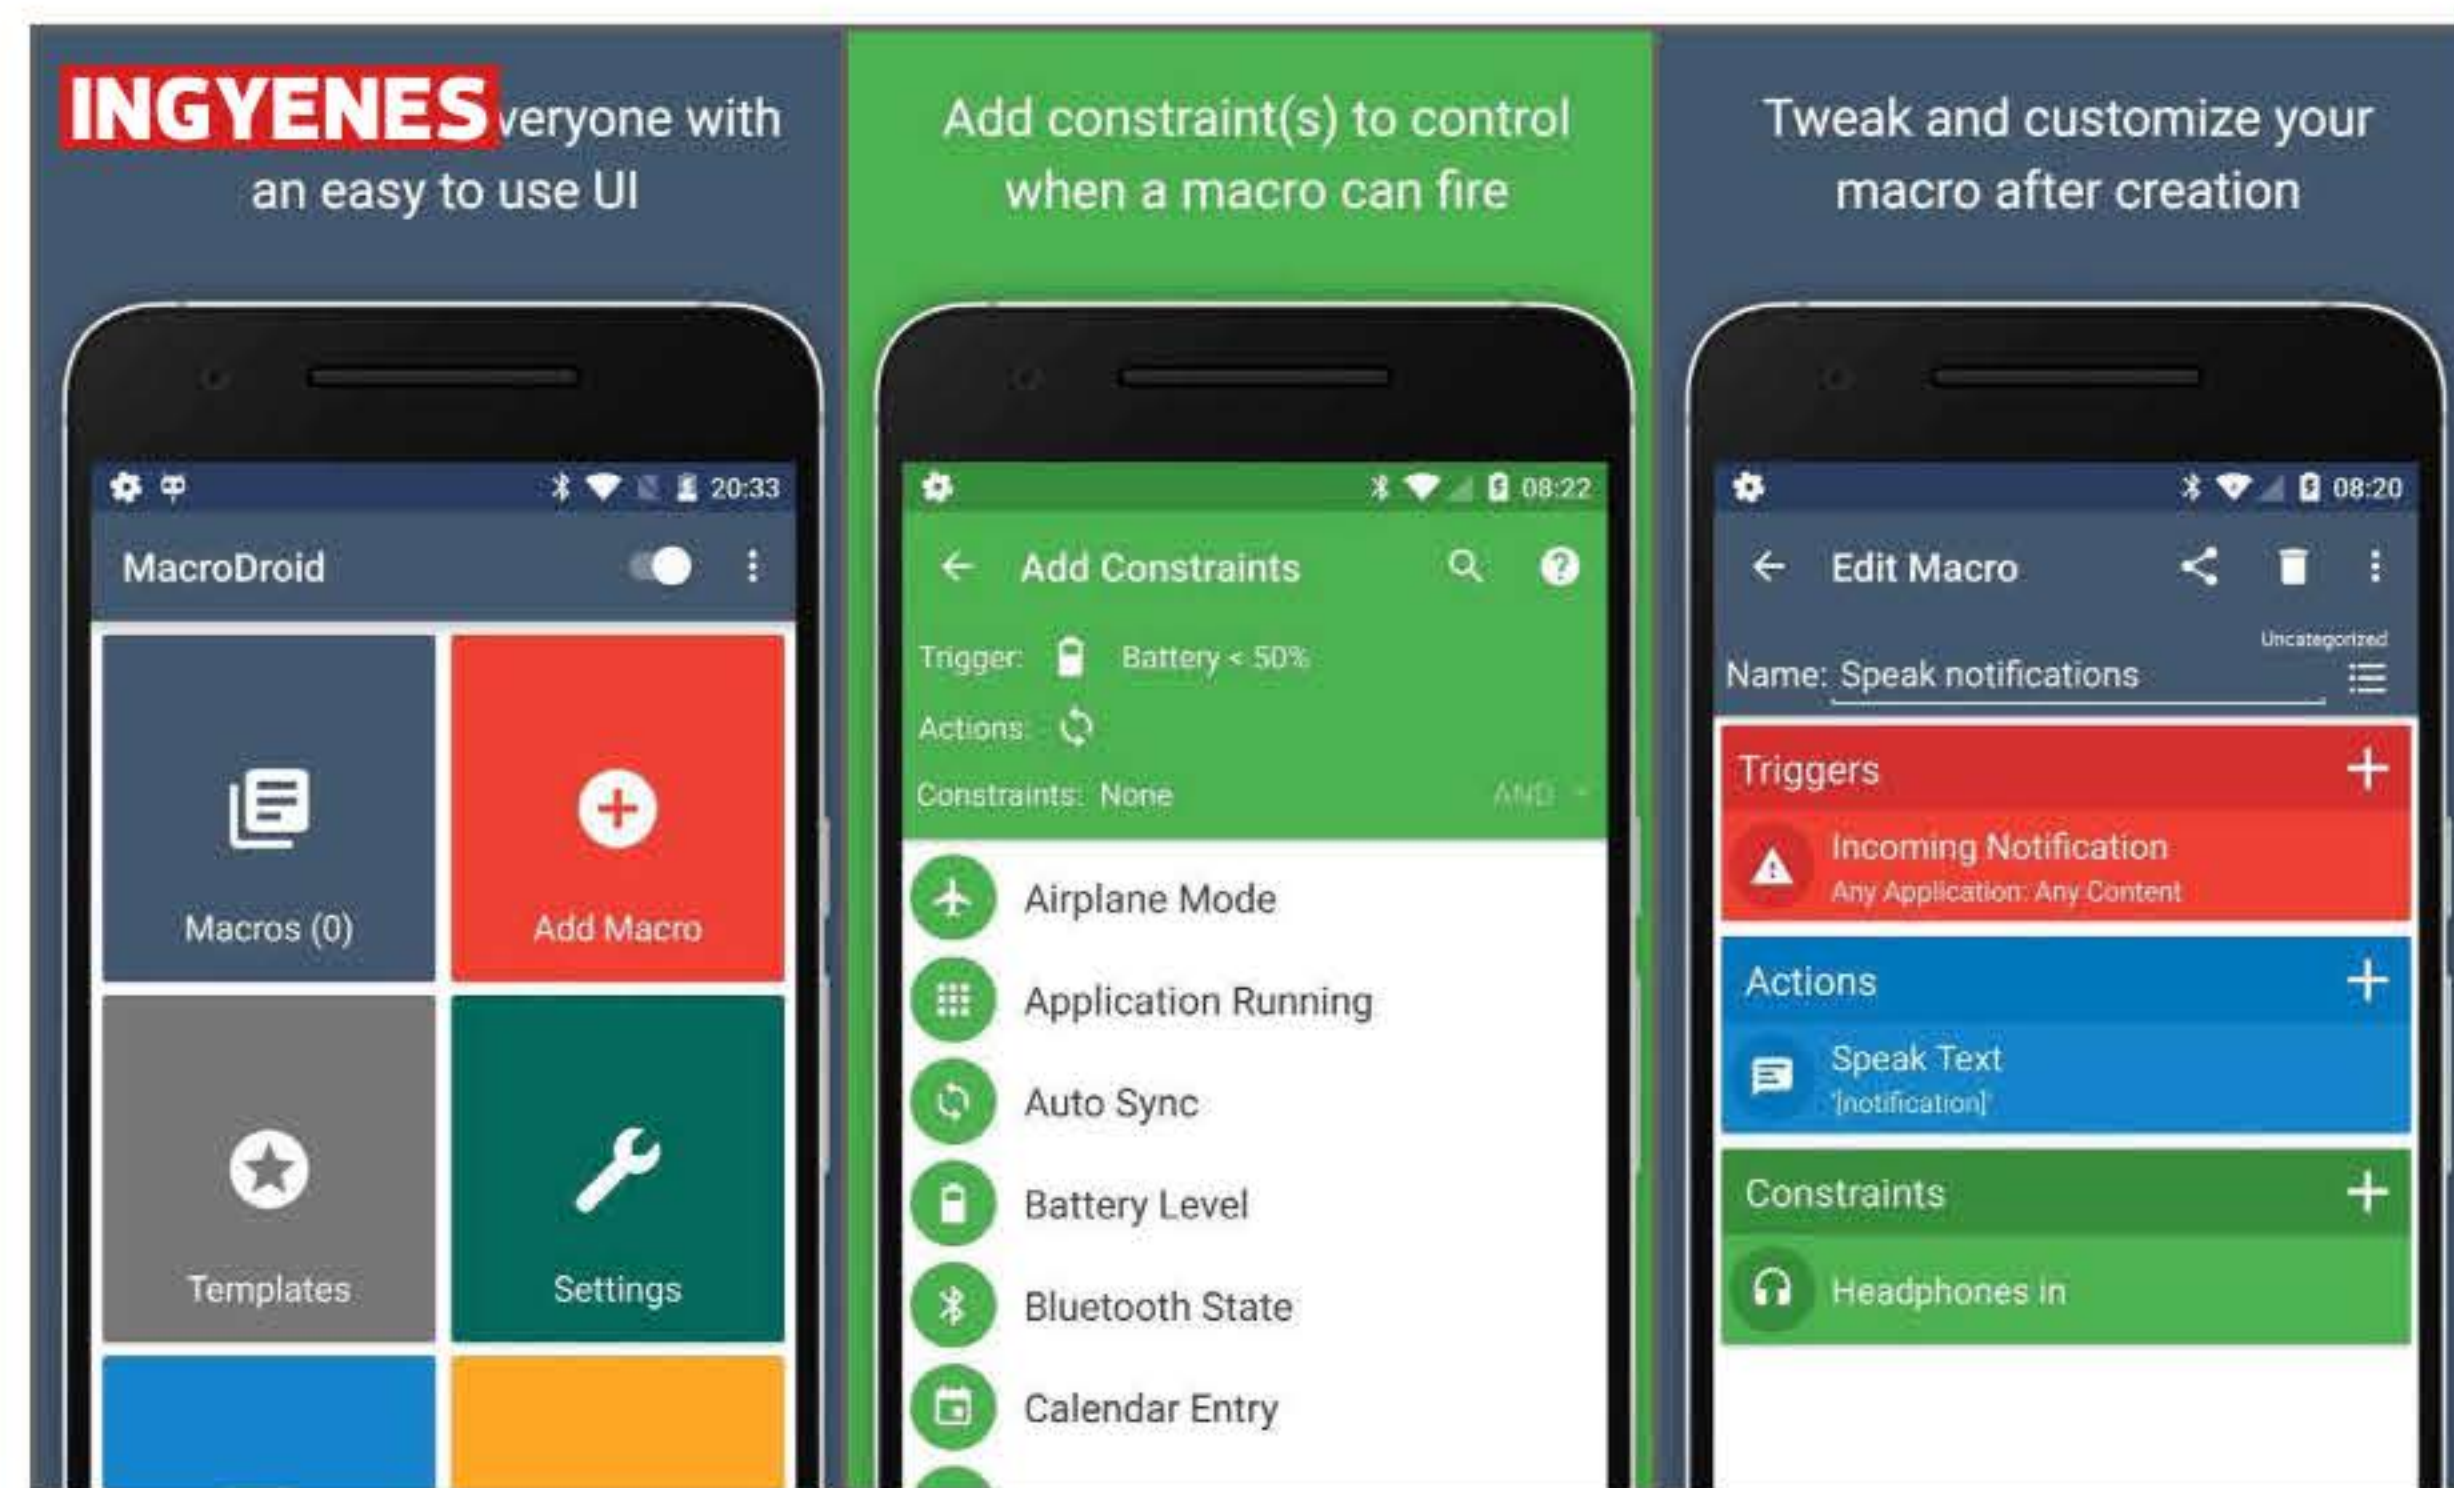 INGYENES
veryone with
an easy to use UI
20:33
MacroDroid
Macros (0)
Add Macro
Templates
Settings
Add constraint(s) to control
when a macro can fire
08:22
Add Constraints
Trigger: Battery < 50%
Actions:
Constraints: None AND
Airplane Mode
Application Running
Auto Sync
Battery Level
Bluetooth State
Calendar Entry
Tweak and customize your
macro after creation
08:20
Edit Macro
Uncategorized
Name: Speak notifications
Triggers
Incoming Notification
Any Application: Any Content
Actions
Speak Text
'[notification]'
Constraints
Headphones in